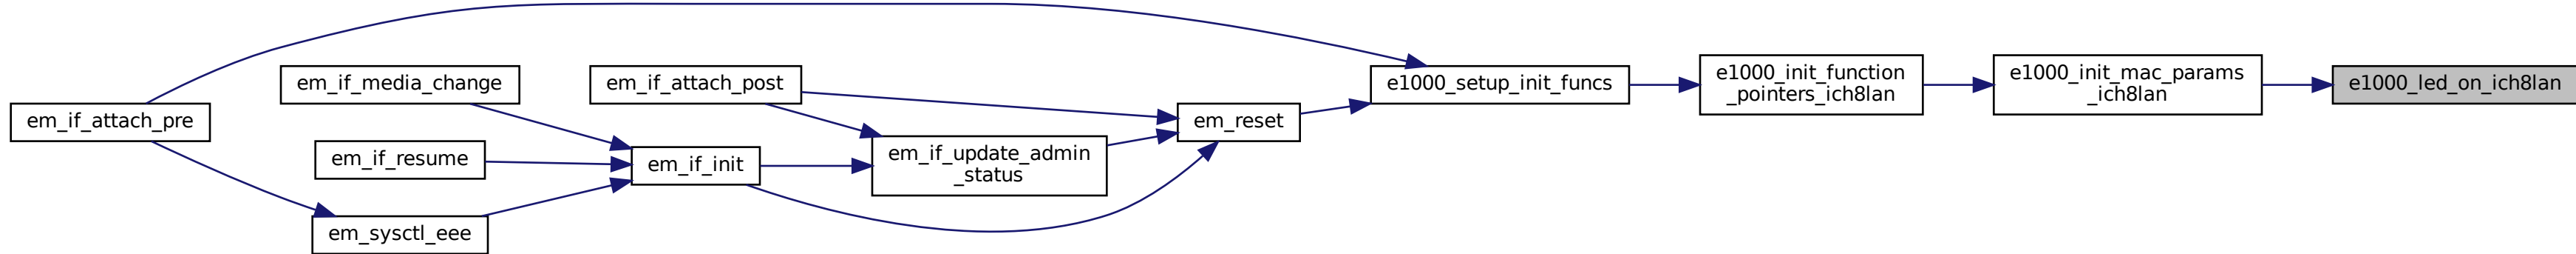 em_if_attach_pre
em_if_media_change
em_if_resume
em_sysctl_eee
em_if_attach_post
em_if_init
em_if_update_admin
_status
em_reset
e1000_setup_init_funcs
e1000_init_function
_pointers_ich8lan
e1000_init_mac_params
_ich8lan
e1000_led_on_ich8lan